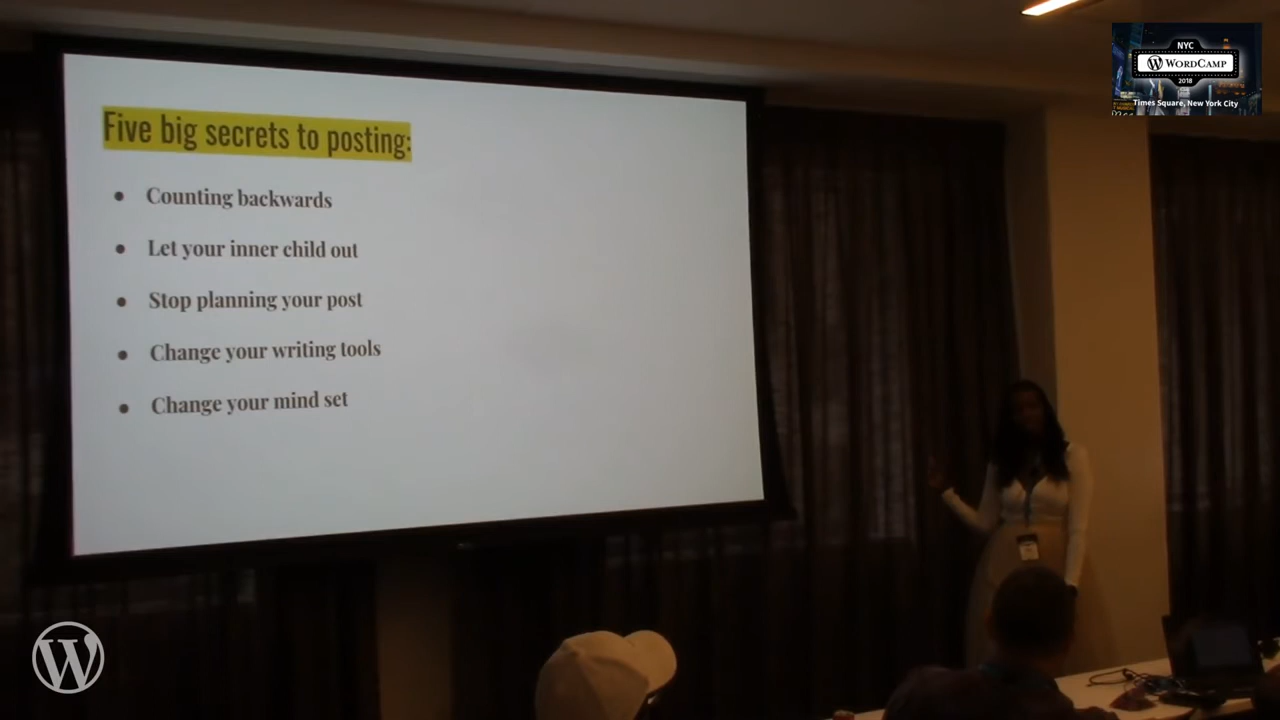 Five big secrets to posting:
Counting backwards
Let your inner child out
Stop planning your post
Change your writing tools
Change your mind set
NYC
WORDCAMP
2018
Times Square, New York City